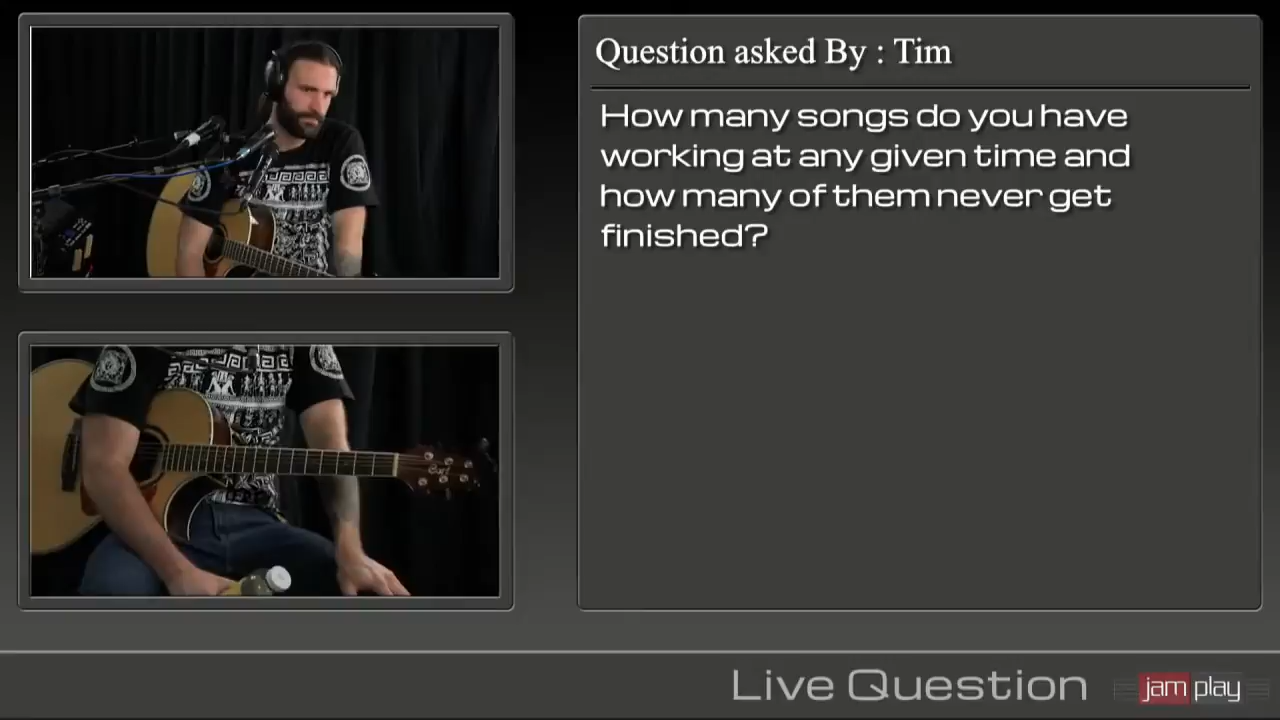 Question asked By : Tim
How many songs do you have
working at any given time and
how many of them never get
finished?
Cort
Live Question
jam play